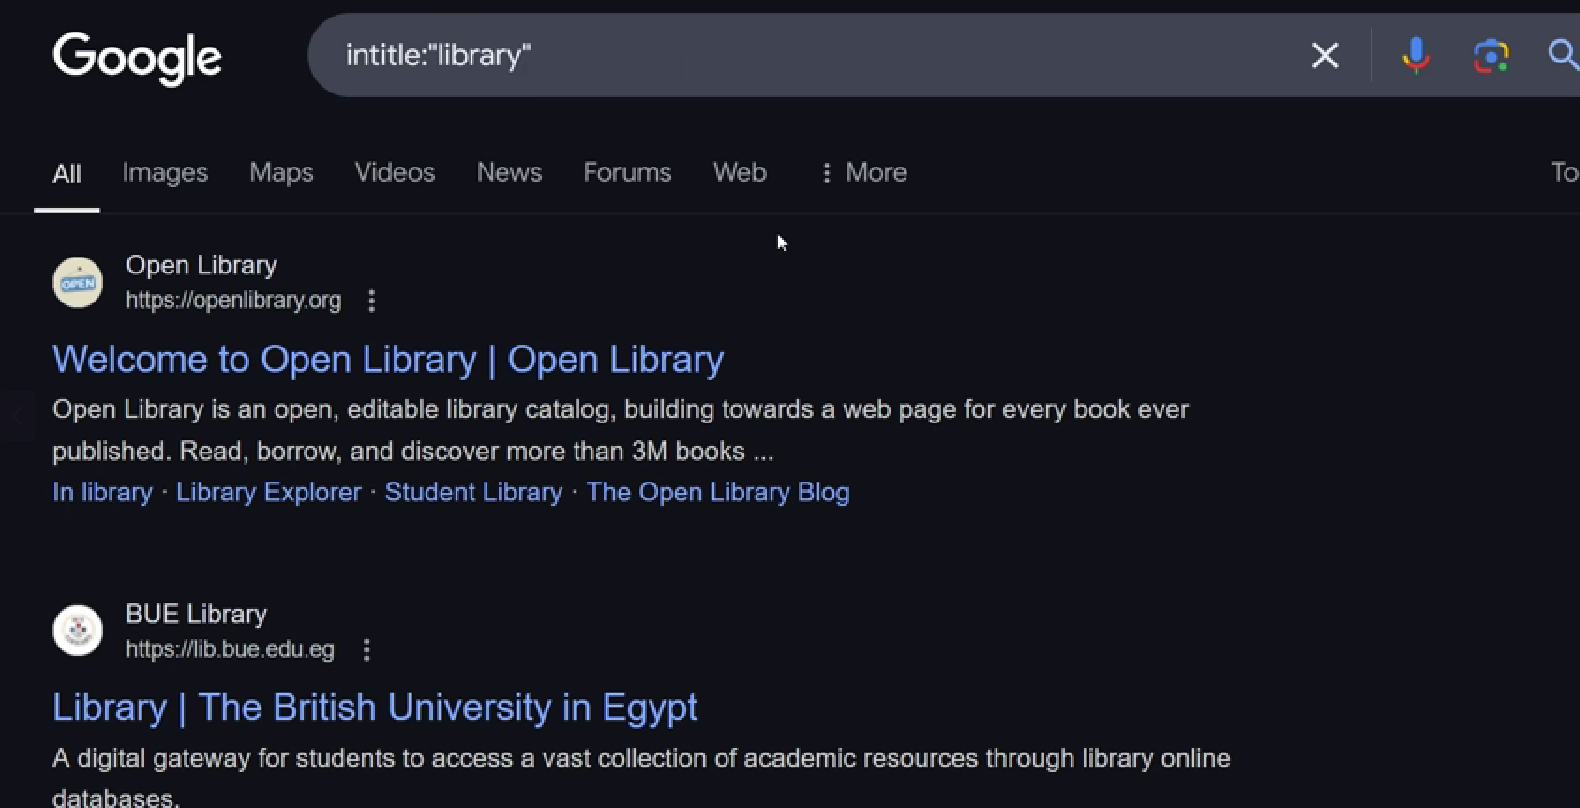 Google
intitle:"library"
All Images Maps Videos News Forums Web More To
OPEN
Open Library
https://openlibrary.org
Welcome to Open Library | Open Library
Open Library is an open, editable library catalog, building towards a web page for every book ever
published. Read, borrow, and discover more than 3M books ...
In library · Library Explorer · Student Library · The Open Library Blog
BUE Library
https://lib.bue.edu.eg
Library | The British University in Egypt
A digital gateway for students to access a vast collection of academic resources through library online
databases.